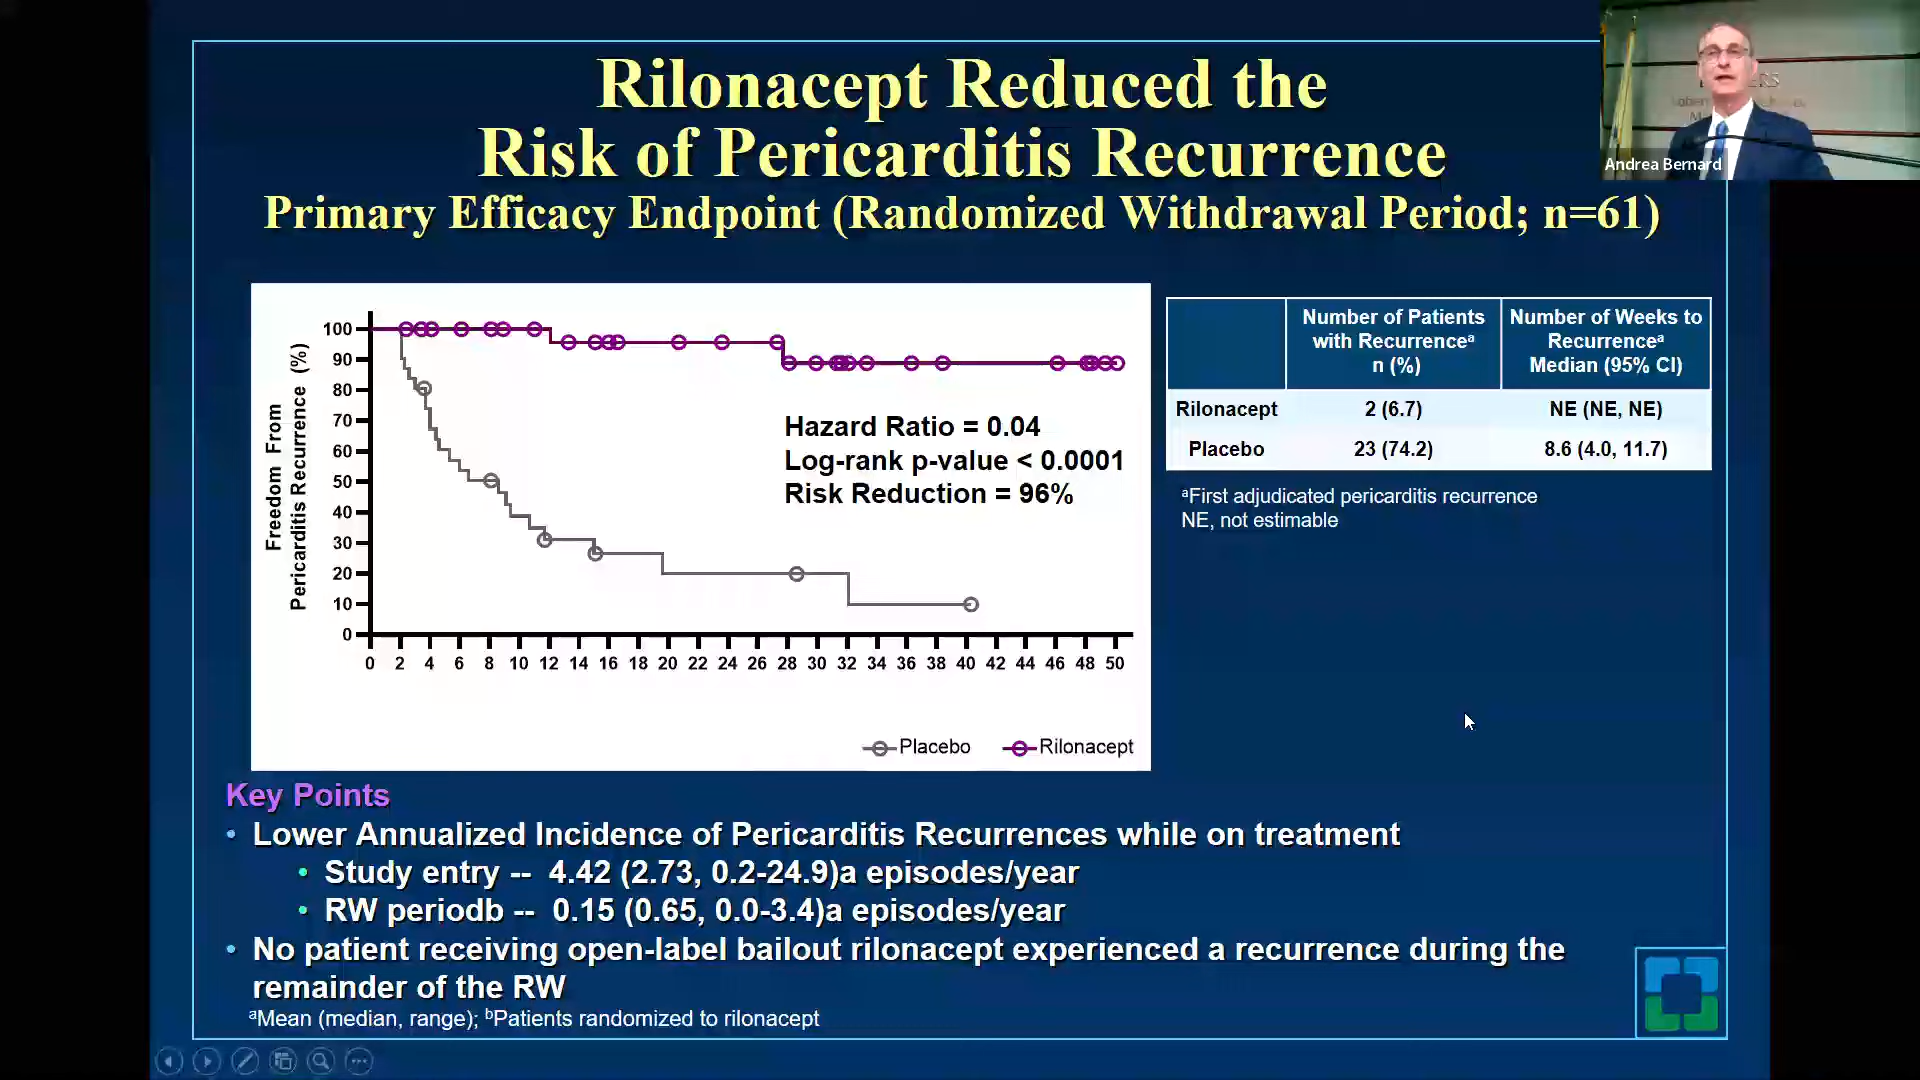 Rilonacept Reduced the
Risk of Pericarditis Recurrence
Primary Efficacy Endpoint (Randomized Withdrawal Period; n=61)
Andrea Bernard
Freedom From
Pericarditis Recurrence (%)
100
90
80
70
60
50
40
30
20
10
0
0 2 4 6 8 10 12 14 16 18 20 22 24 26 28 30 32 34 36 38 40 42 44 46 48 50
Hazard Ratio = 0.04
Log-rank p-value < 0.0001
Risk Reduction = 96%
Placebo Rilonacept
Number of Patients with Recurrenceᵃ n (%) Number of Weeks to Recurrenceᵃ Median (95% CI)
Rilonacept 2 (6.7) NE (NE, NE)
Placebo 23 (74.2) 8.6 (4.0, 11.7)
ᵃFirst adjudicated pericarditis recurrence
NE, not estimable
Key Points
• Lower Annualized Incidence of Pericarditis Recurrences while on treatment
• Study entry -- 4.42 (2.73, 0.2-24.9)a episodes/year
• RW periodb -- 0.15 (0.65, 0.0-3.4)a episodes/year
• No patient receiving open-label bailout rilonacept experienced a recurrence during the
remainder of the RW
ᵃMean (median, range); ᵇPatients randomized to rilonacept